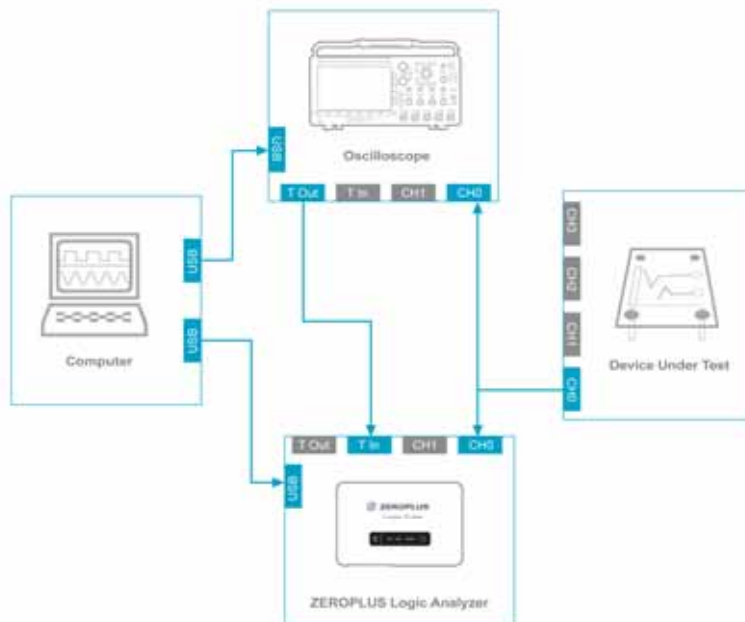 USB
Oscilloscope
T Out
T In
CH1
CH0
USB
USB
Computer
CH3
CH2
CH1
CH0
Device Under Test
T Out
T In
CH1
CH0
USB
ZEROPLUS
ZEROPLUS Logic Analyzer